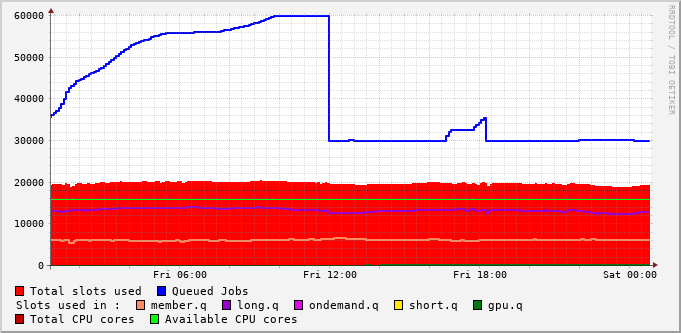 RRDTOOL / TOBI OETIKER
60000
50000
40000
30000
20000
10000
0
Fri 06:00 Fri 12:00 Fri 18:00 Sat 00:00
Total slots used Queued Jobs
Slots used in : member.q long.q ondemand.q short.q gpu.q
Total CPU cores Available CPU cores